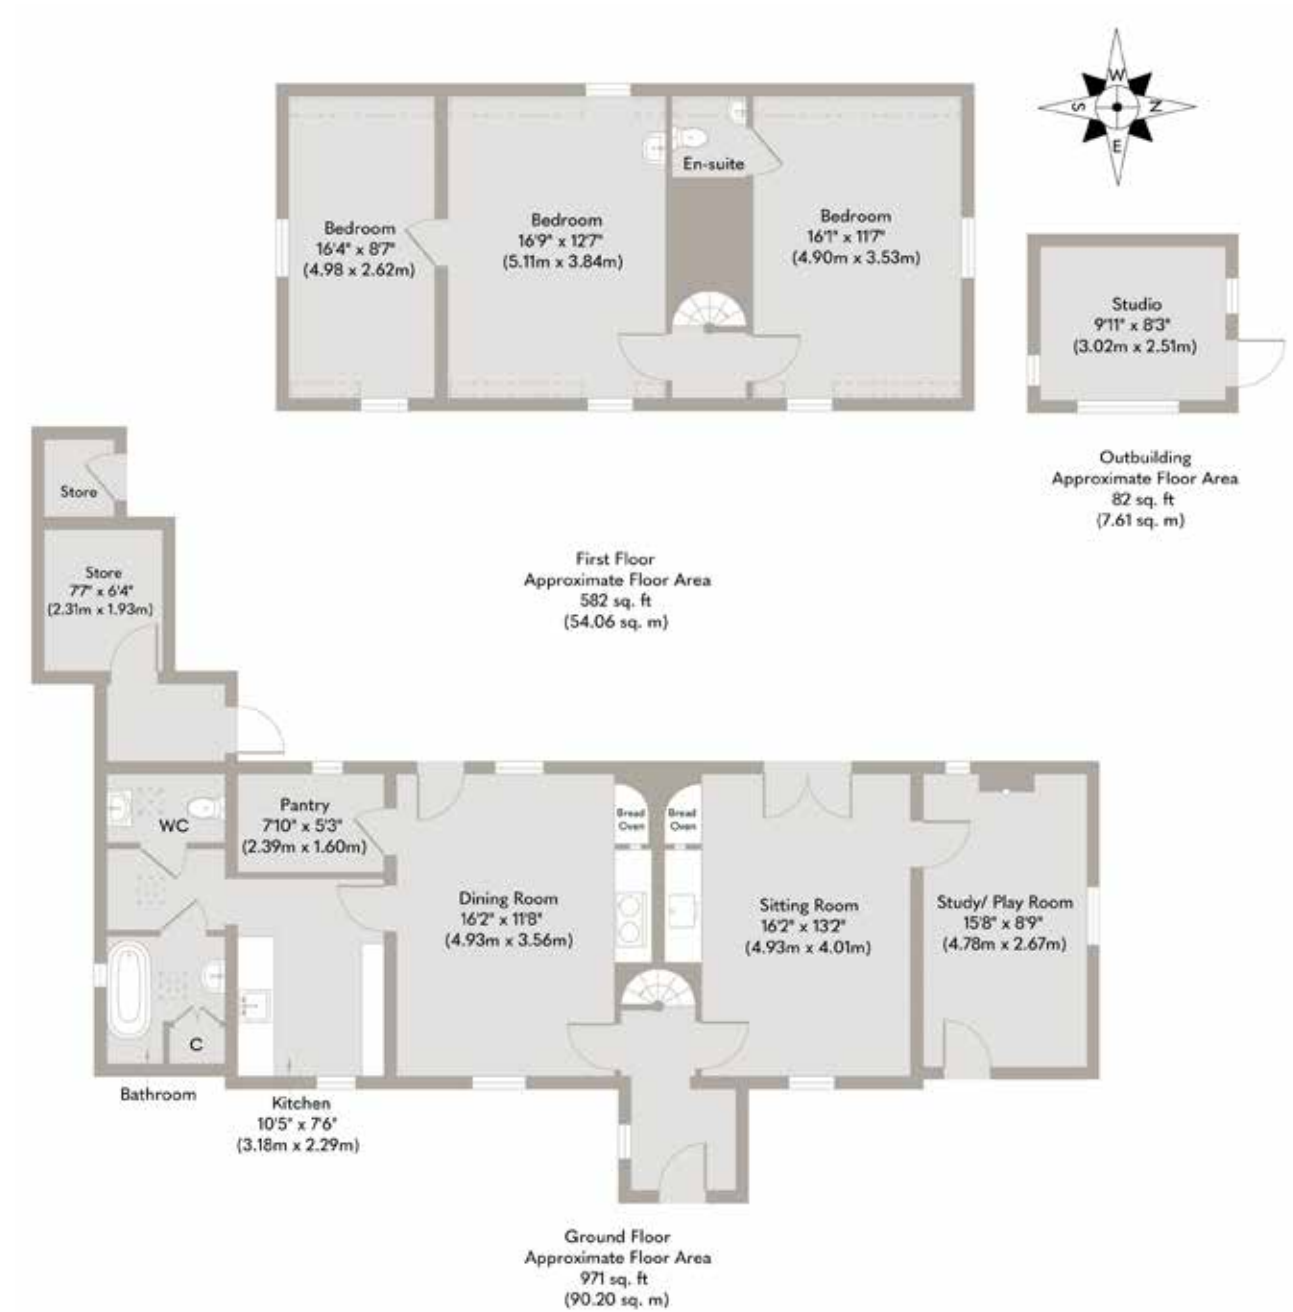 W
S
N
E
En-suite
Bedroom
16'4" x 8'7"
(4.98 x 2.62m)
Bedroom
16'9" x 12'7"
(5.11m x 3.84m)
Bedroom
16'1" x 11'7"
(4.90m x 3.53m)
Studio
9'11" x 8'3"
(3.02m x 2.51m)
Outbuilding
Approximate Floor Area
82 sq. ft
(7.61 sq. m)
Store
First Floor
Approximate Floor Area
582 sq. ft
(54.06 sq. m)
Store
7'7" x 6'4"
(2.31m x 1.93m)
WC
Pantry
7'10" x 5'3"
(2.39m x 1.60m)
Bread
Oven
Bread
Oven
Dining Room
16'2" x 11'8"
(4.93m x 3.56m)
Sitting Room
16'2" x 13'2"
(4.93m x 4.01m)
Study/ Play Room
15'8" x 8'9"
(4.78m x 2.67m)
C
Bathroom
Kitchen
10'5" x 7'6"
(3.18m x 2.29m)
Ground Floor
Approximate Floor Area
971 sq. ft
(90.20 sq. m)